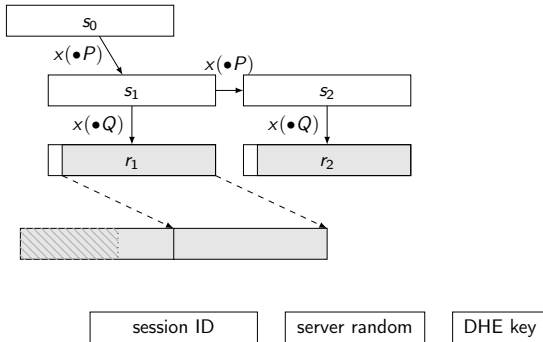 s0
x(•P)
x(•P)
s1
s2
x(•Q)
x(•Q)
r1
r2
session ID
server random
DHE key